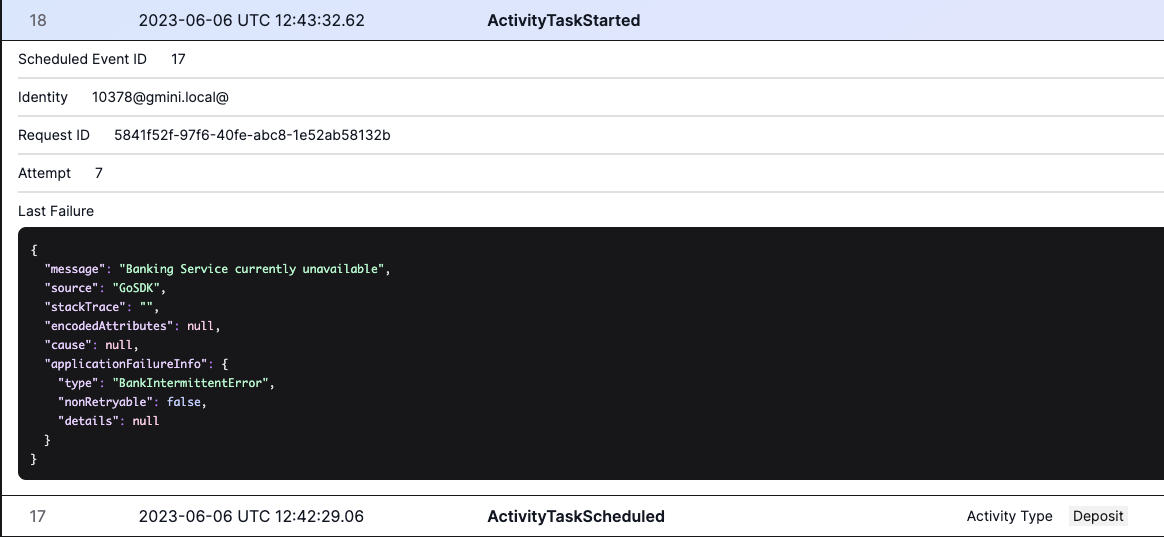 18 2023-06-06 UTC 12:43:32.62 ActivityTaskStarted
Scheduled Event ID 17
Identity 10378@gmini.local@
Request ID 5841f52f-97f6-40fe-abc8-1e52ab58132b
Attempt 7
Last Failure
{
  "message": "Banking Service currently unavailable",
  "source": "GoSDK",
  "stackTrace": "",
  "encodedAttributes": null,
  "cause": null,
  "applicationFailureInfo": {
    "type": "BankIntermittentError",
    "nonRetryable": false,
    "details": null
  }
}
17 2023-06-06 UTC 12:42:29.06 ActivityTaskScheduled Activity Type Deposit